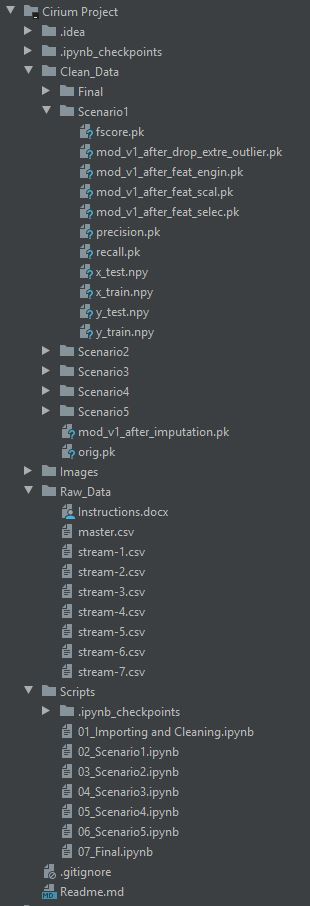 Cirium Project
.idea
.ipynb_checkpoints
Clean_Data
Final
Scenario1
fscore.pk
mod_v1_after_drop_extre_outlier.pk
mod_v1_after_feat_engin.pk
mod_v1_after_feat_scal.pk
mod_v1_after_feat_selec.pk
precision.pk
recall.pk
x_test.npy
x_train.npy
y_test.npy
y_train.npy
Scenario2
Scenario3
Scenario4
Scenario5
mod_v1_after_imputation.pk
orig.pk
Images
Raw_Data
Instructions.docx
master.csv
stream-1.csv
stream-2.csv
stream-3.csv
stream-4.csv
stream-5.csv
stream-6.csv
stream-7.csv
Scripts
.ipynb_checkpoints
01_Importing and Cleaning.ipynb
02_Scenario1.ipynb
03_Scenario2.ipynb
04_Scenario3.ipynb
05_Scenario4.ipynb
06_Scenario5.ipynb
07_Final.ipynb
.gitignore
Readme.md